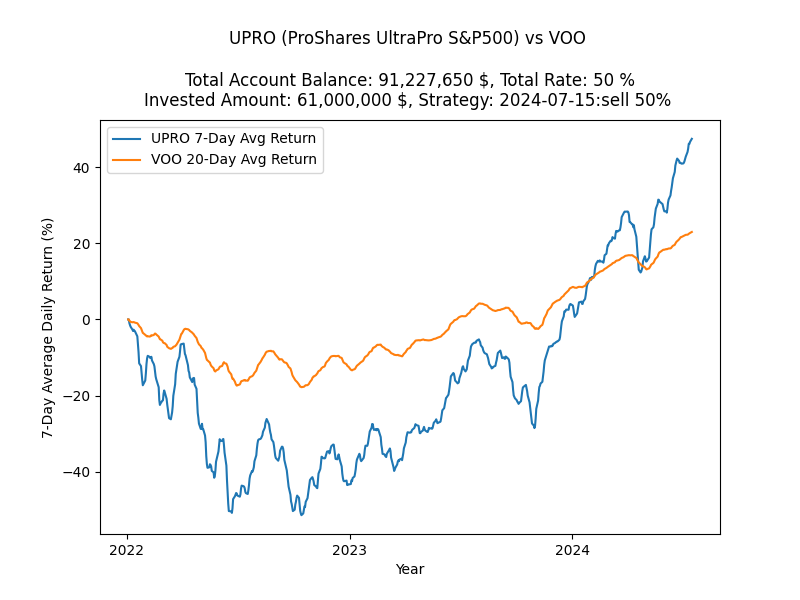 UPRO (ProShares UltraPro S&P500) vs VOO
Total Account Balance: 91,227,650 $, Total Rate: 50 %
Invested Amount: 61,000,000 $, Strategy: 2024-07-15:sell 50%
UPRO 7-Day Avg Return
VOO 20-Day Avg Return
7-Day Average Daily Return (%)
40
20
0
−20
−40
2022
2023
2024
Year